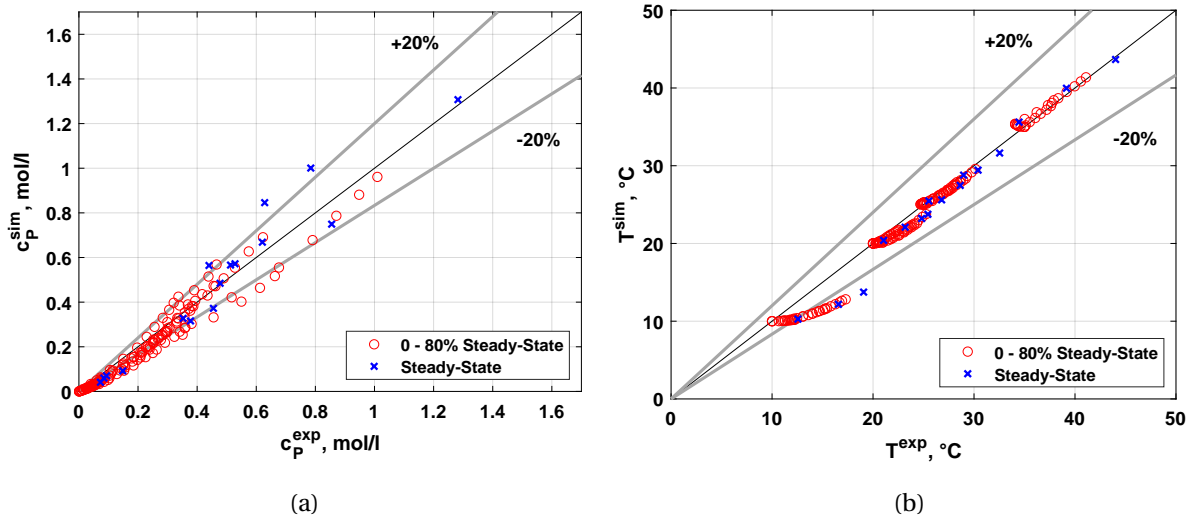 1.6
1.4
1.2
1
0.8
0.6
0.4
0.2
0
c_P^sim, mol/l
+20%
-20%
0 - 80% Steady-State
Steady-State
0 0.2 0.4 0.6 0.8 1 1.2 1.4 1.6
c_P^exp, mol/l
(a)
50
40
30
20
10
0
T^sim, °C
+20%
-20%
0 - 80% Steady-State
Steady-State
0 10 20 30 40 50
T^exp, °C
(b)